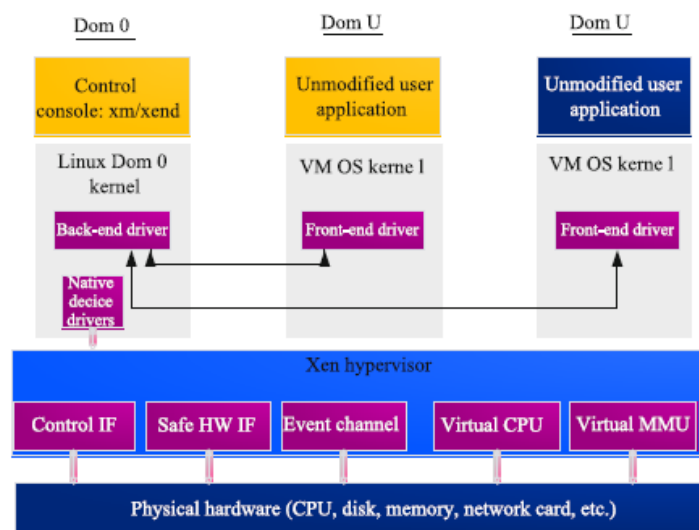 Dom 0
Dom U
Dom U
Control
console: xm/xend
Unmodified user
application
Unmodified user
application
Linux Dom 0
kernel
VM OS kerne l
VM OS kerne l
Back-end driver
Front-end driver
Front-end driver
Native
decice
drivers
Xen hypervisor
Control IF
Safe HW IF
Event channel
Virtual CPU
Virtual MMU
Physical hardware (CPU, disk, memory, network card, etc.)